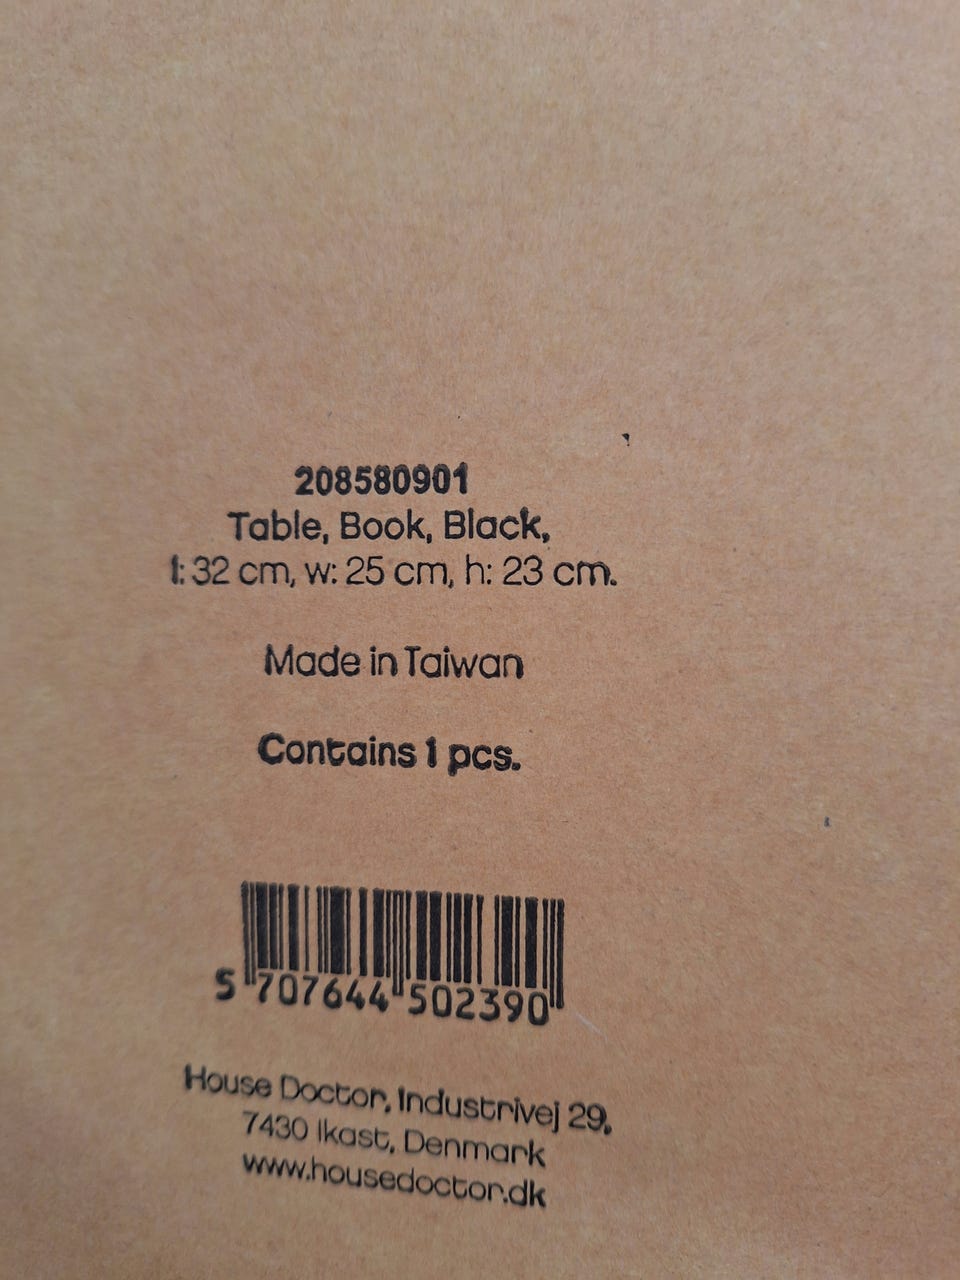 208580901
Table, Book, Black,
l: 32 cm, w: 25 cm, h: 23 cm.
Made in Taiwan
Contains 1 pcs.
5 707644 502390
House Doctor, Industrivej 29,
7430 Ikast, Denmark
www.housedoctor.dk